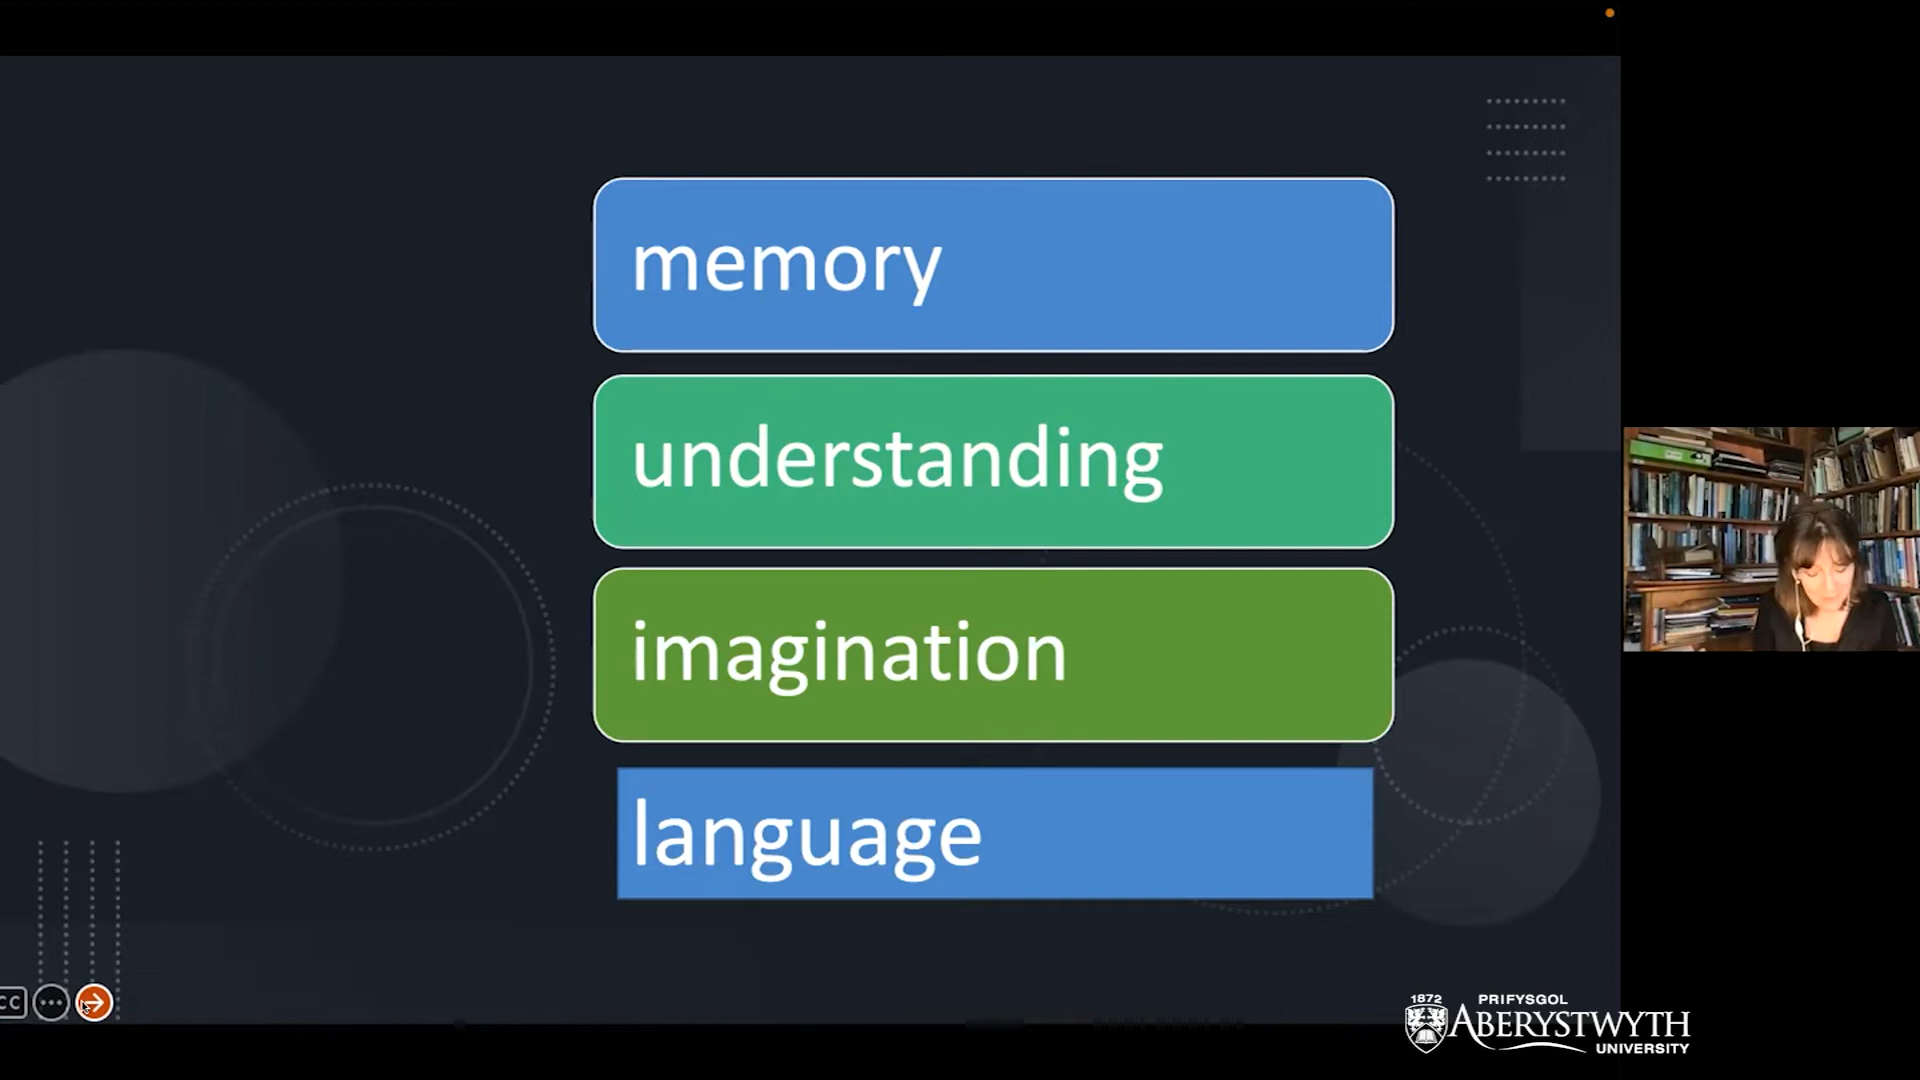 memory
understanding
imagination
language
CC
1872
PRIFYSGOL
ABERYSTWYTH
UNIVERSITY